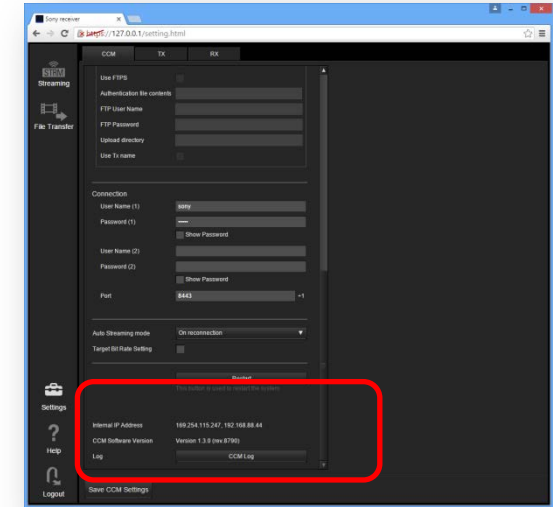 Sony receiver
https://127.0.0.1/setting.html
CCM TX RX
STRM
Streaming
File Transfer
Use FTPS
Authentication file contents
FTP User Name
FTP Password
Upload directory
Use Tx name
Connection
User Name (1) sony
Password (1)
Show Password
User Name (2)
Password (2)
Show Password
Port 8443 +1
Auto Streaming mode On reconnection
Target Bit Rate Setting
Restart
This button is used to restart the system.
Settings
Internal IP Address 169.254.115.247, 192.168.88.44
CCM Software Version Version 1.3.0 (rev.6790)
Log CCM Log
Help
Logout
Save CCM Settings